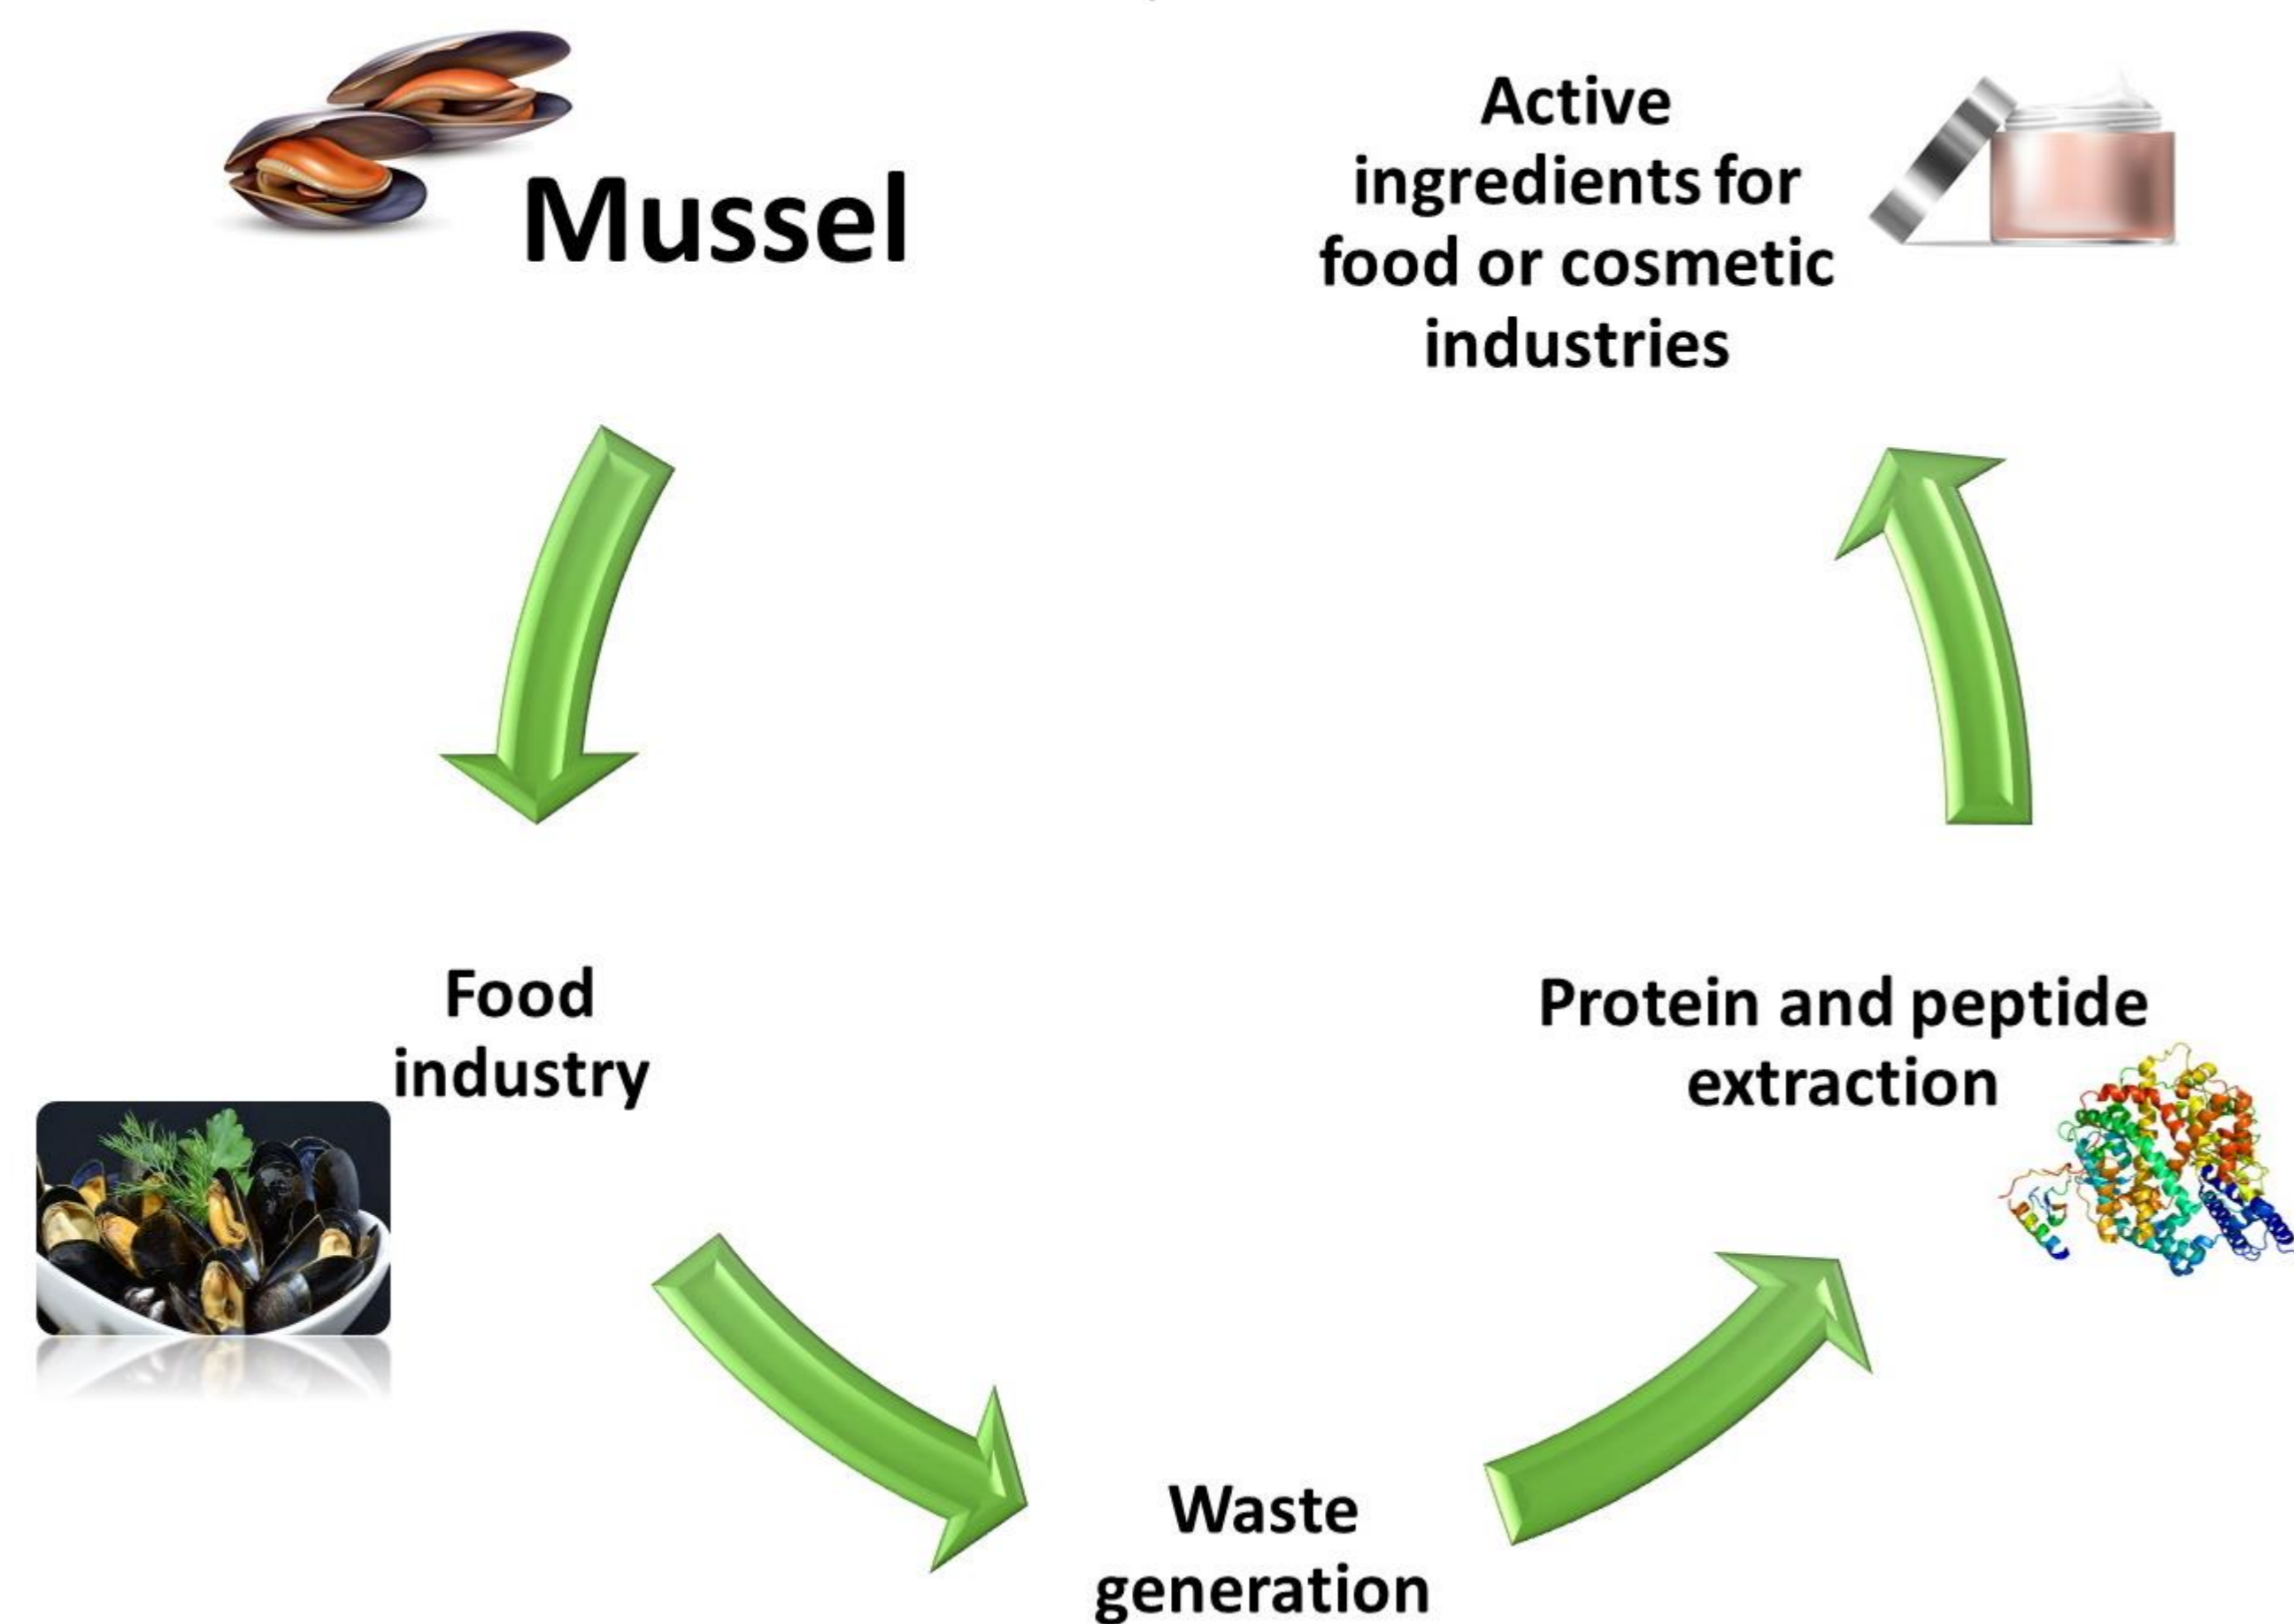 Mussel
Active
ingredients for
food or cosmetic
industries
Food
industry
Protein and peptide
extraction
Waste
generation